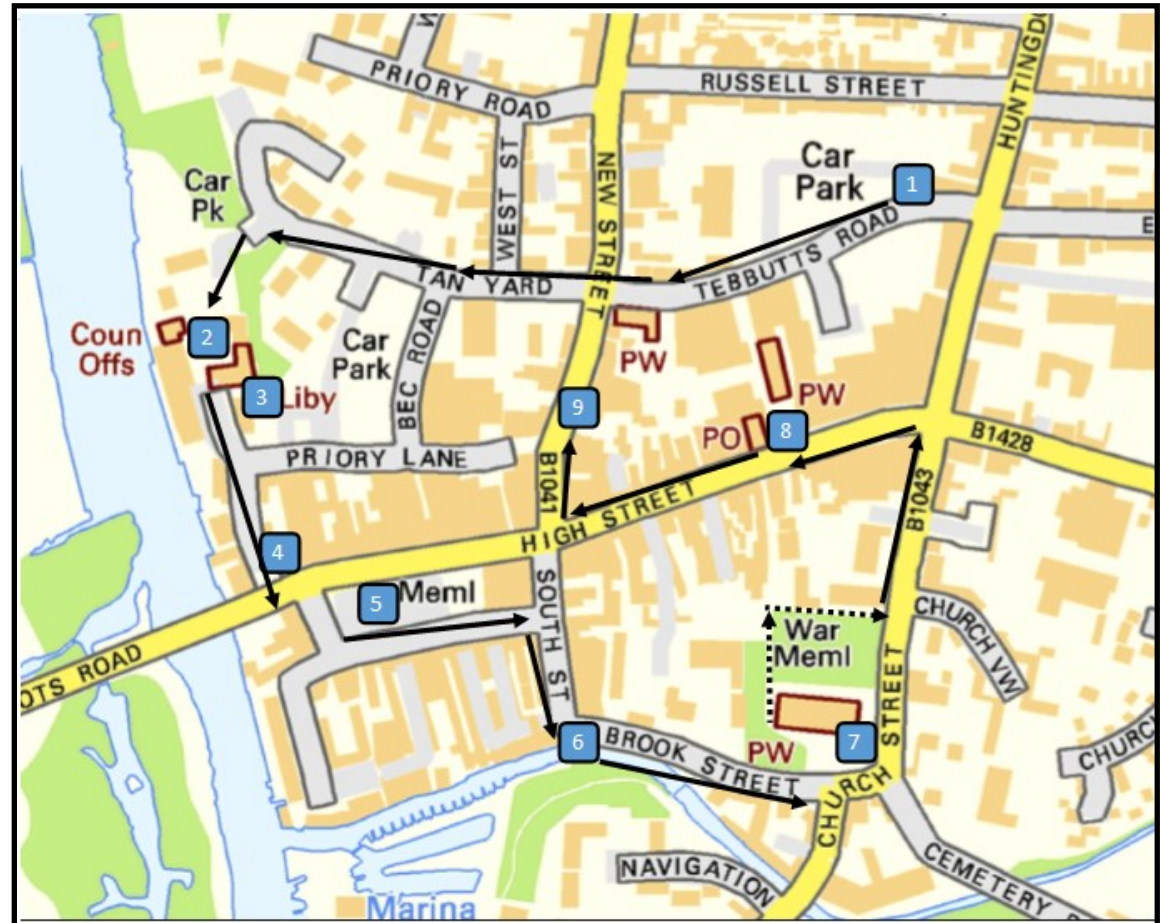 W
PRIORY ROAD
RUSSELL STREET
HUNTINGDO
Car
Park
1
Car
Pk
WEST ST
NEW STREET
TEBBUTTS ROAD
E
TAN YARD
Coun
Offs
2
Car
Park
BEC ROAD
PW
PW
3
Liby
9
PO
8
B1428
PRIORY LANE
B1041
HIGH STREET
B1043
4
5
Meml
SOUTH ST
War
Meml
CHURCH VW
OTS ROAD
STREET
6
BROOK STREET
PW
7
CHURCH
CHURC
NAVIGATION
CEMETERY
Marina